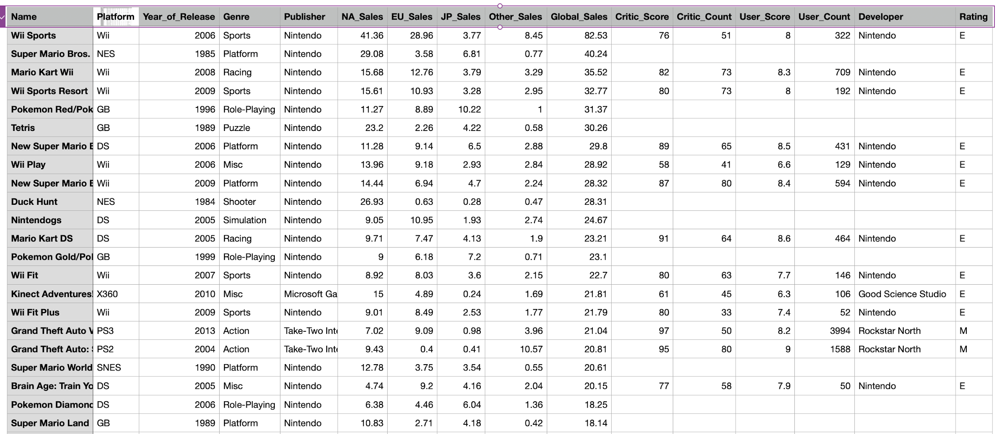 Name Platform Year_of_Release Genre Publisher NA_Sales EU_Sales JP_Sales Other_Sales Global_Sales Critic_Score Critic_Count User_Score User_Count Developer Rating
Wii Sports Wii 2006 Sports Nintendo 41.36 28.96 3.77 8.45 82.53 76 51 8 322 Nintendo E
Super Mario Bros. NES 1985 Platform Nintendo 29.08 3.58 6.81 0.77 40.24
Mario Kart Wii Wii 2008 Racing Nintendo 15.68 12.76 3.79 3.29 35.52 82 73 8.3 709 Nintendo E
Wii Sports Resort Wii 2009 Sports Nintendo 15.61 10.93 3.28 2.95 32.77 80 73 8 192 Nintendo E
Pokemon Red/Pok GB 1996 Role-Playing Nintendo 11.27 8.89 10.22 1 31.37
Tetris GB 1989 Puzzle Nintendo 23.2 2.26 4.22 0.58 30.26
New Super Mario B DS 2006 Platform Nintendo 11.28 9.14 6.5 2.88 29.8 89 65 8.5 431 Nintendo E
Wii Play Wii 2006 Misc Nintendo 13.96 9.18 2.93 2.84 28.92 58 41 6.6 129 Nintendo E
New Super Mario B Wii 2009 Platform Nintendo 14.44 6.94 4.7 2.24 28.32 87 80 8.4 594 Nintendo E
Duck Hunt NES 1984 Shooter Nintendo 26.93 0.63 0.28 0.47 28.31
Nintendogs DS 2005 Simulation Nintendo 9.05 10.95 1.93 2.74 24.67
Mario Kart DS DS 2005 Racing Nintendo 9.71 7.47 4.13 1.9 23.21 91 64 8.6 464 Nintendo E
Pokemon Gold/Pol GB 1999 Role-Playing Nintendo 9 6.18 7.2 0.71 23.1
Wii Fit Wii 2007 Sports Nintendo 8.92 8.03 3.6 2.15 22.7 80 63 7.7 146 Nintendo E
Kinect Adventures! X360 2010 Misc Microsoft Ga 15 4.89 0.24 1.69 21.81 61 45 6.3 106 Good Science Studio E
Wii Fit Plus Wii 2009 Sports Nintendo 9.01 8.49 2.53 1.77 21.79 80 33 7.4 52 Nintendo E
Grand Theft Auto V PS3 2013 Action Take-Two Inte 7.02 9.09 0.98 3.96 21.04 97 50 8.2 3994 Rockstar North M
Grand Theft Auto: S PS2 2004 Action Take-Two Inte 9.43 0.4 0.41 10.57 20.81 95 80 9 1588 Rockstar North M
Super Mario World SNES 1990 Platform Nintendo 12.78 3.75 3.54 0.55 20.61
Brain Age: Train Yo DS 2005 Misc Nintendo 4.74 9.2 4.16 2.04 20.15 77 58 7.9 50 Nintendo E
Pokemon Diamond DS 2006 Role-Playing Nintendo 6.38 4.46 6.04 1.36 18.25
Super Mario Land GB 1989 Platform Nintendo 10.83 2.71 4.18 0.42 18.14